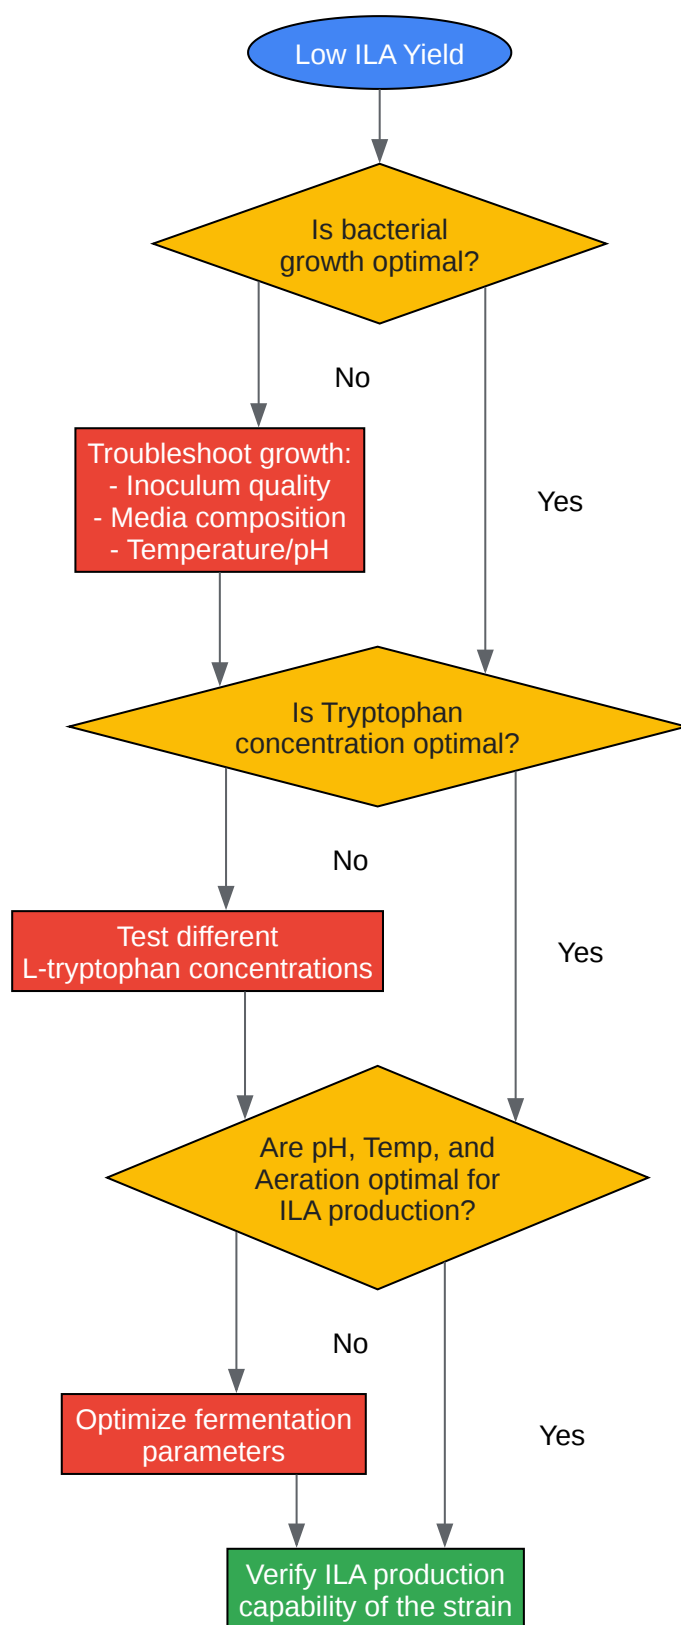 Low ILA Yield
Is bacterial
growth optimal?
No
Troubleshoot growth:
- Inoculum quality
- Media composition
- Temperature/pH
Yes
Is Tryptophan
concentration optimal?
No
Test different
L-tryptophan concentrations
Yes
Are pH, Temp, and
Aeration optimal for
ILA production?
No
Optimize fermentation
parameters
Yes
Verify ILA production
capability of the strain